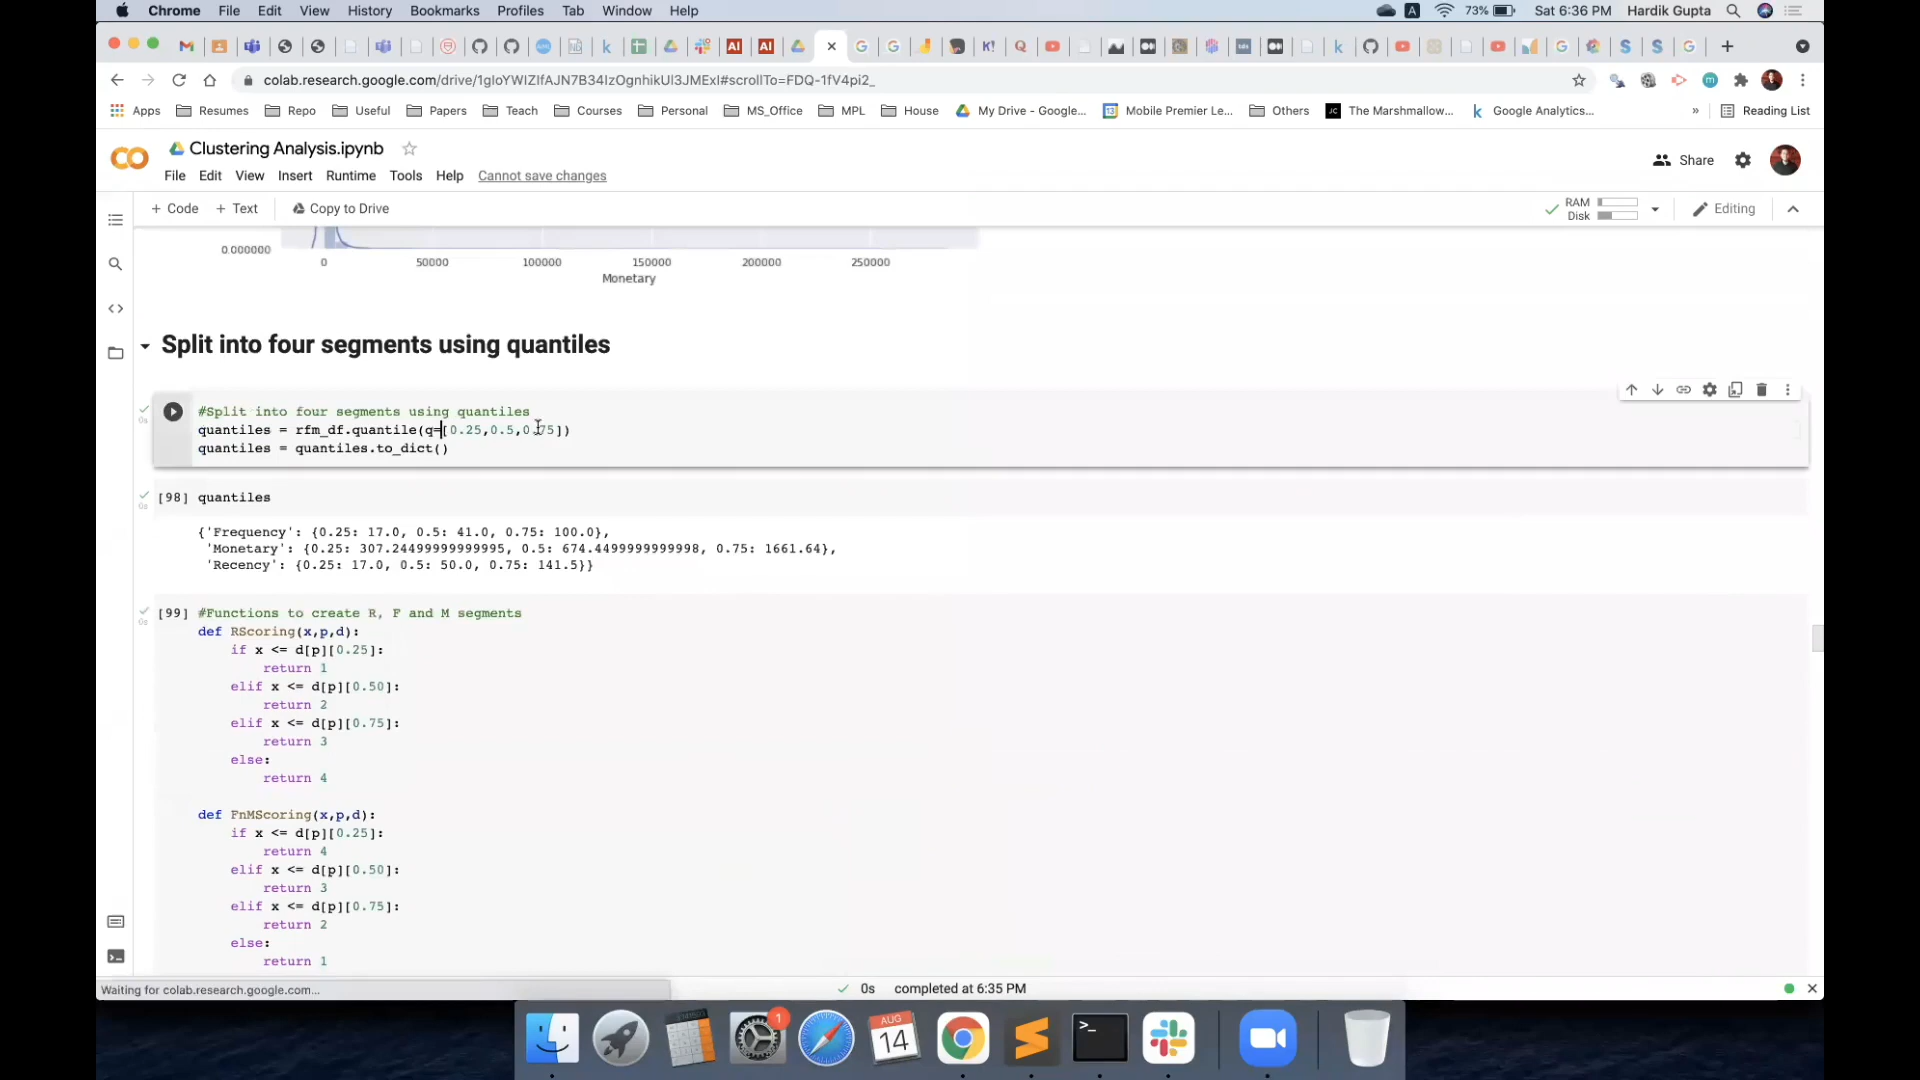 Chrome File Edit View History Bookmarks Profiles Tab Window Help A 73% Sat 6:36 PM Hardik Gupta
colab.research.google.com/drive/1gIoYWIZIfAJN7B34IzOgnhikUl3JMExI#scrollTo=FDQ-1fV4pi2_
Apps Resumes Repo Useful Papers Teach Courses Personal MS_Office MPL House My Drive - Google... Mobile Premier Le... Others The Marshmallow... Google Analytics... » Reading List
Clustering Analysis.ipynb
Share
File Edit View Insert Runtime Tools Help Cannot save changes
+ Code + Text Copy to Drive RAM Disk Editing
0.000000
0 50000 100000 150000 200000 250000
Monetary
Split into four segments using quantiles
#Split into four segments using quantiles
quantiles = rfm_df.quantile(q=[0.25,0.5,0.75])
quantiles = quantiles.to_dict()
[98] quantiles
{'Frequency': {0.25: 17.0, 0.5: 41.0, 0.75: 100.0},
'Monetary': {0.25: 307.24499999999995, 0.5: 674.4499999999998, 0.75: 1661.64},
'Recency': {0.25: 17.0, 0.5: 50.0, 0.75: 141.5}}
[99] #Functions to create R, F and M segments
def RScoring(x,p,d):
if x <= d[p][0.25]:
return 1
elif x <= d[p][0.50]:
return 2
elif x <= d[p][0.75]:
return 3
else:
return 4
def FnMScoring(x,p,d):
if x <= d[p][0.25]:
return 4
elif x <= d[p][0.50]:
return 3
elif x <= d[p][0.75]:
return 2
else:
return 1
Waiting for colab.research.google.com...
0s completed at 6:35 PM
AUG
14
1